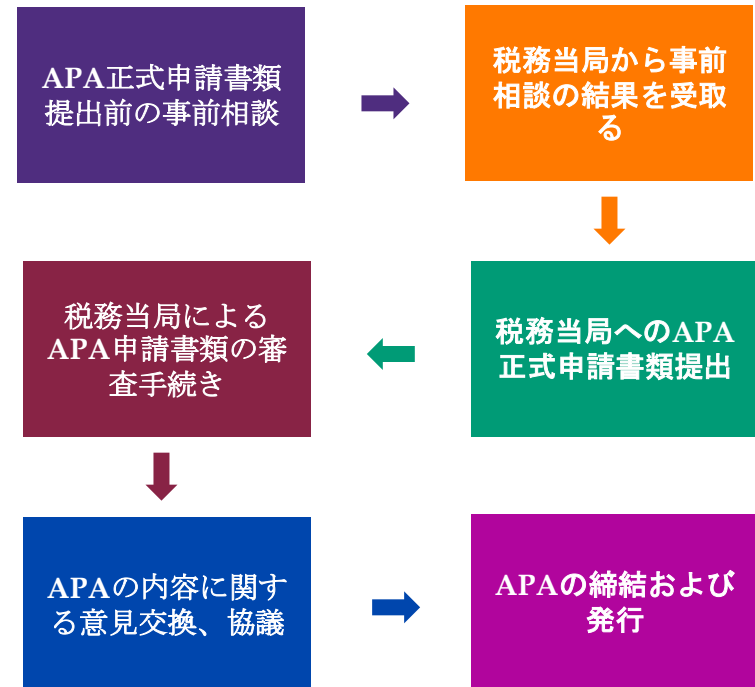 APA正式申請書類
提出前の事前相談
税務当局から事前
相談の結果を受取
る
税務当局へのAPA
正式申請書類提出
税務当局による
APA申請書類の審
査手続き
APAの内容に関す
る意見交換、協議
APAの締結および
発行